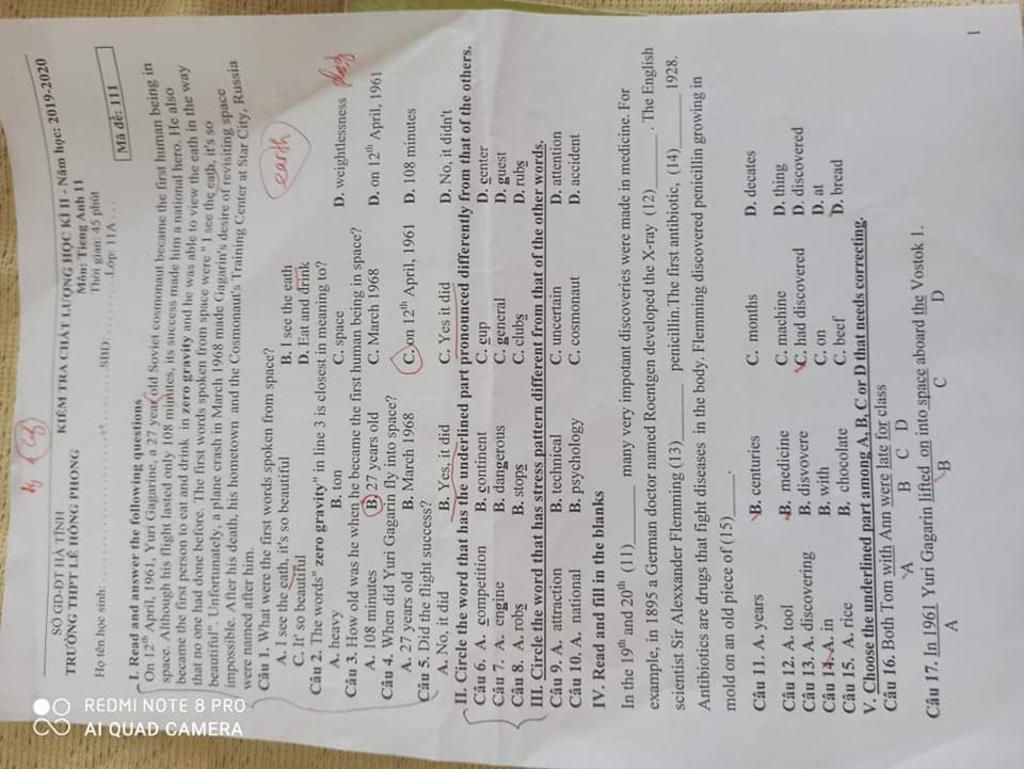 SỞ GD-ĐT HÀ TĨNH KIỂM TRA CHẤT LƯỢNG HỌC KÌ II - Năm học: 2019-2020
TRƯỜNG THPT LÊ HỒNG PHONG Môn: Tiếng Anh 11
Thời gian: 45 phút
Họ tên học sinh: SBD: Lớp: 11A
Mã đề: 111
I. Read and answer the following questions
On 12th April, 1961, Yuri Gagarine, a 27 year old Soviet cosmonaut became the first human being in
space. Although his flight lasted only 108 minutes, its success made him a national hero. He also
became the first person to eat and drink in zero gravity and he was able to view the eath in the way
that no one had done before. The first words spoken from space were " I see the eath, it's so
beautiful". Unfortunately, a plane crash in March 1968 made Gagarin's desire of revisiting space
impossible. After his death, his hometown and the Cosmonaut's Training Center at Star City, Russia
were named after him.
earth
Câu 1. What were the first words spoken from space?
A. I see the eath, it's so beautiful B. I see the eath
C. It' so beautiful D. Eat and drink
Câu 2. The words" zero gravity" in line 3 is closest in meaning to?
A. heavy B. ton C. space D. weightlessness
Câu 3. How old was he when he became the first human being in space?
A. 108 minutes B. 27 years old C. March 1968 D. on 12th April, 1961
Câu 4. When did Yuri Gagarin fly into space?
A. 27 years old B. March 1968 C. on 12th April, 1961 D. 108 minutes
Câu 5. Did the flight success?
A. No, it did B. Yes, it did C. Yes it did D. No, it didn't
II. Circle the word that has the underlined part pronounced differently from that of the others.
Câu 6. A. competition B. continent C. cup D. center
Câu 7. A. engine B. dangerous C. general D. guest
Câu 8. A. robs B. stops C. clubs D. rubs
III. Circle the word that has stress pattern different from that of the other words.
Câu 9. A. attraction B. technical C. uncertain D. attention
Câu 10. A. national B. psychology C. cosmonaut D. accident
IV. Read and fill in the blanks
In the 19th and 20th (11)______ many very impotant discoveries were made in medicine. For
example, in 1895 a German doctor named Roentgen developed the X-ray (12)______. The English
scientist Sir Alexxander Flemming (13)______ penicillin. The first antibiotic, (14)______ 1928.
Antibiotics are drugs that fight diseases in the body. Flemming discovered penicillin growing in
mold on an old piece of (15)_____.
Câu 11. A. years B. centuries C. months D. decates
Câu 12. A. tool B. medicine C. machine D. thing
Câu 13. A. discovering B. disvovere C. had discovered D. discovered
Câu 14. A. in B. with C. on D. at
Câu 15. A. rice B. chocolate C. beef D. bread
V. Choose the underlined part among A, B, C or D that needs correcting.
Câu 16. Both Tom with Ann were late for class
A B C D
Câu 17. In 1961 Yuri Gagarin lifted on into space aboard the Vostok 1.
A B C D
1
REDMI NOTE 8 PRO
AI QUAD CAMERA